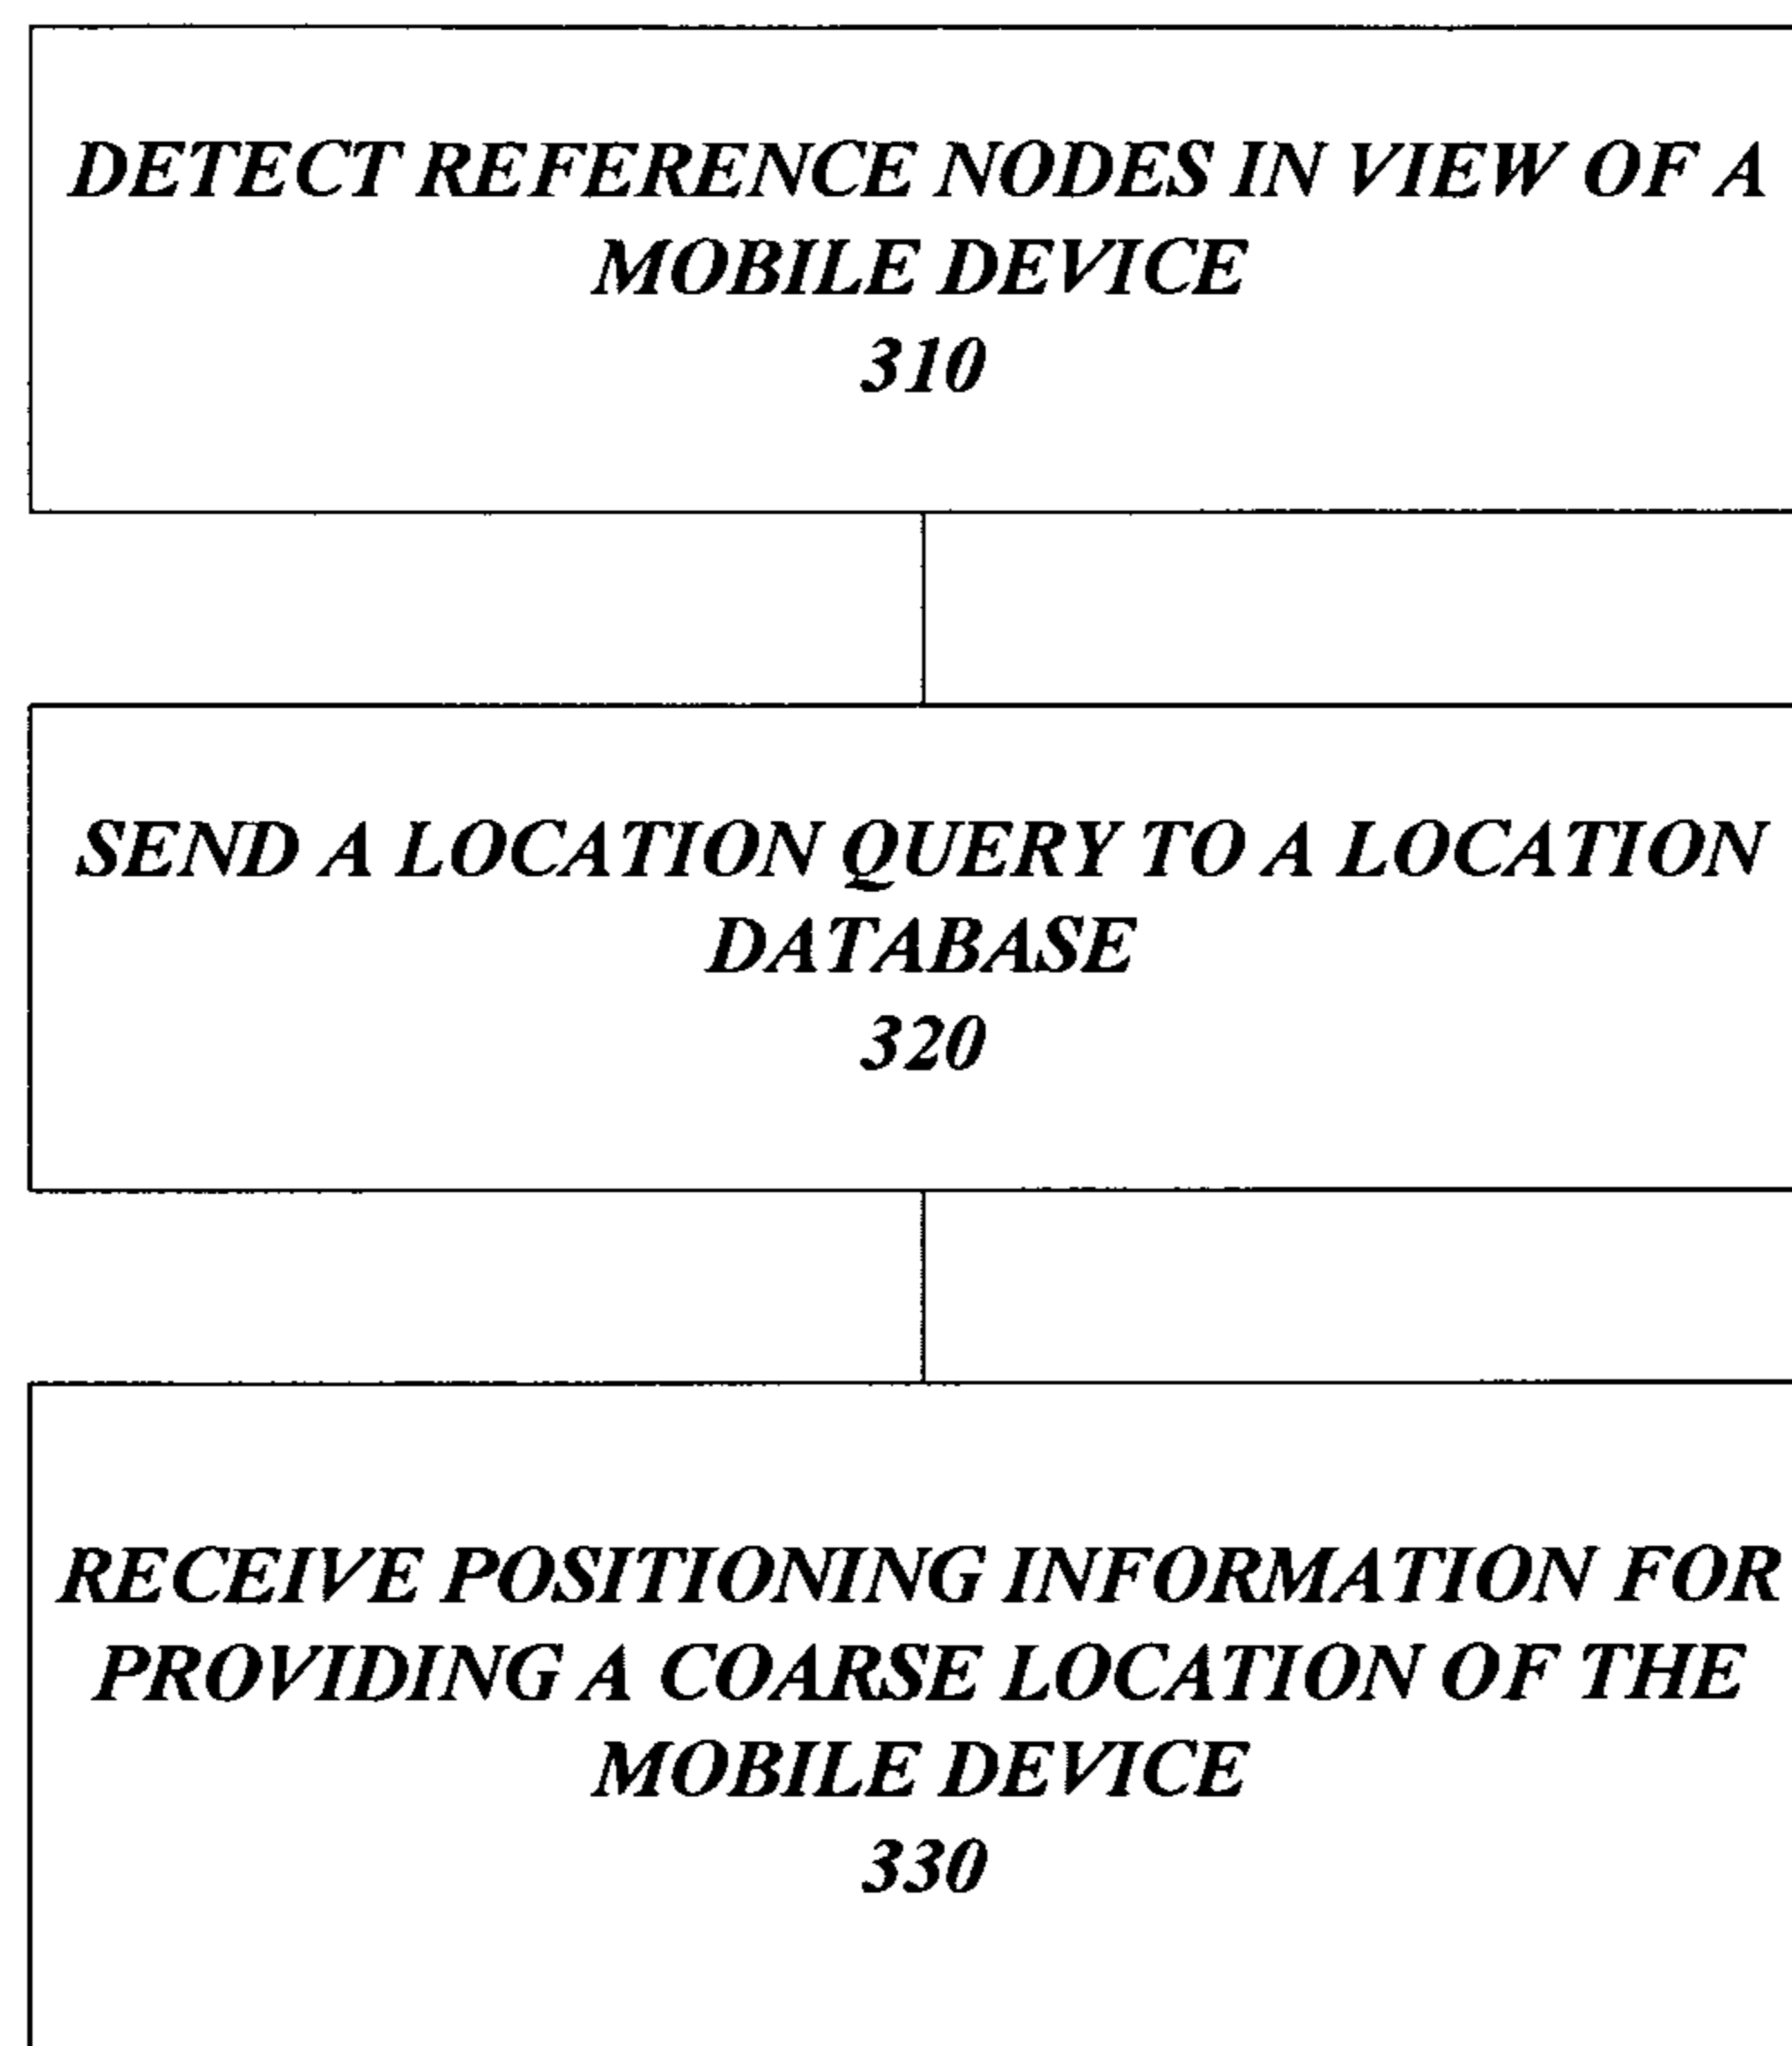 DETECT REFERENCE NODES IN VIEW OF A
MOBILE DEVICE
310
SEND A LOCATION QUERY TO A LOCATION
DATABASE
320
RECEIVE POSITIONING INFORMATION FOR
PROVIDING A COARSE LOCATION OF THE
MOBILE DEVICE
330